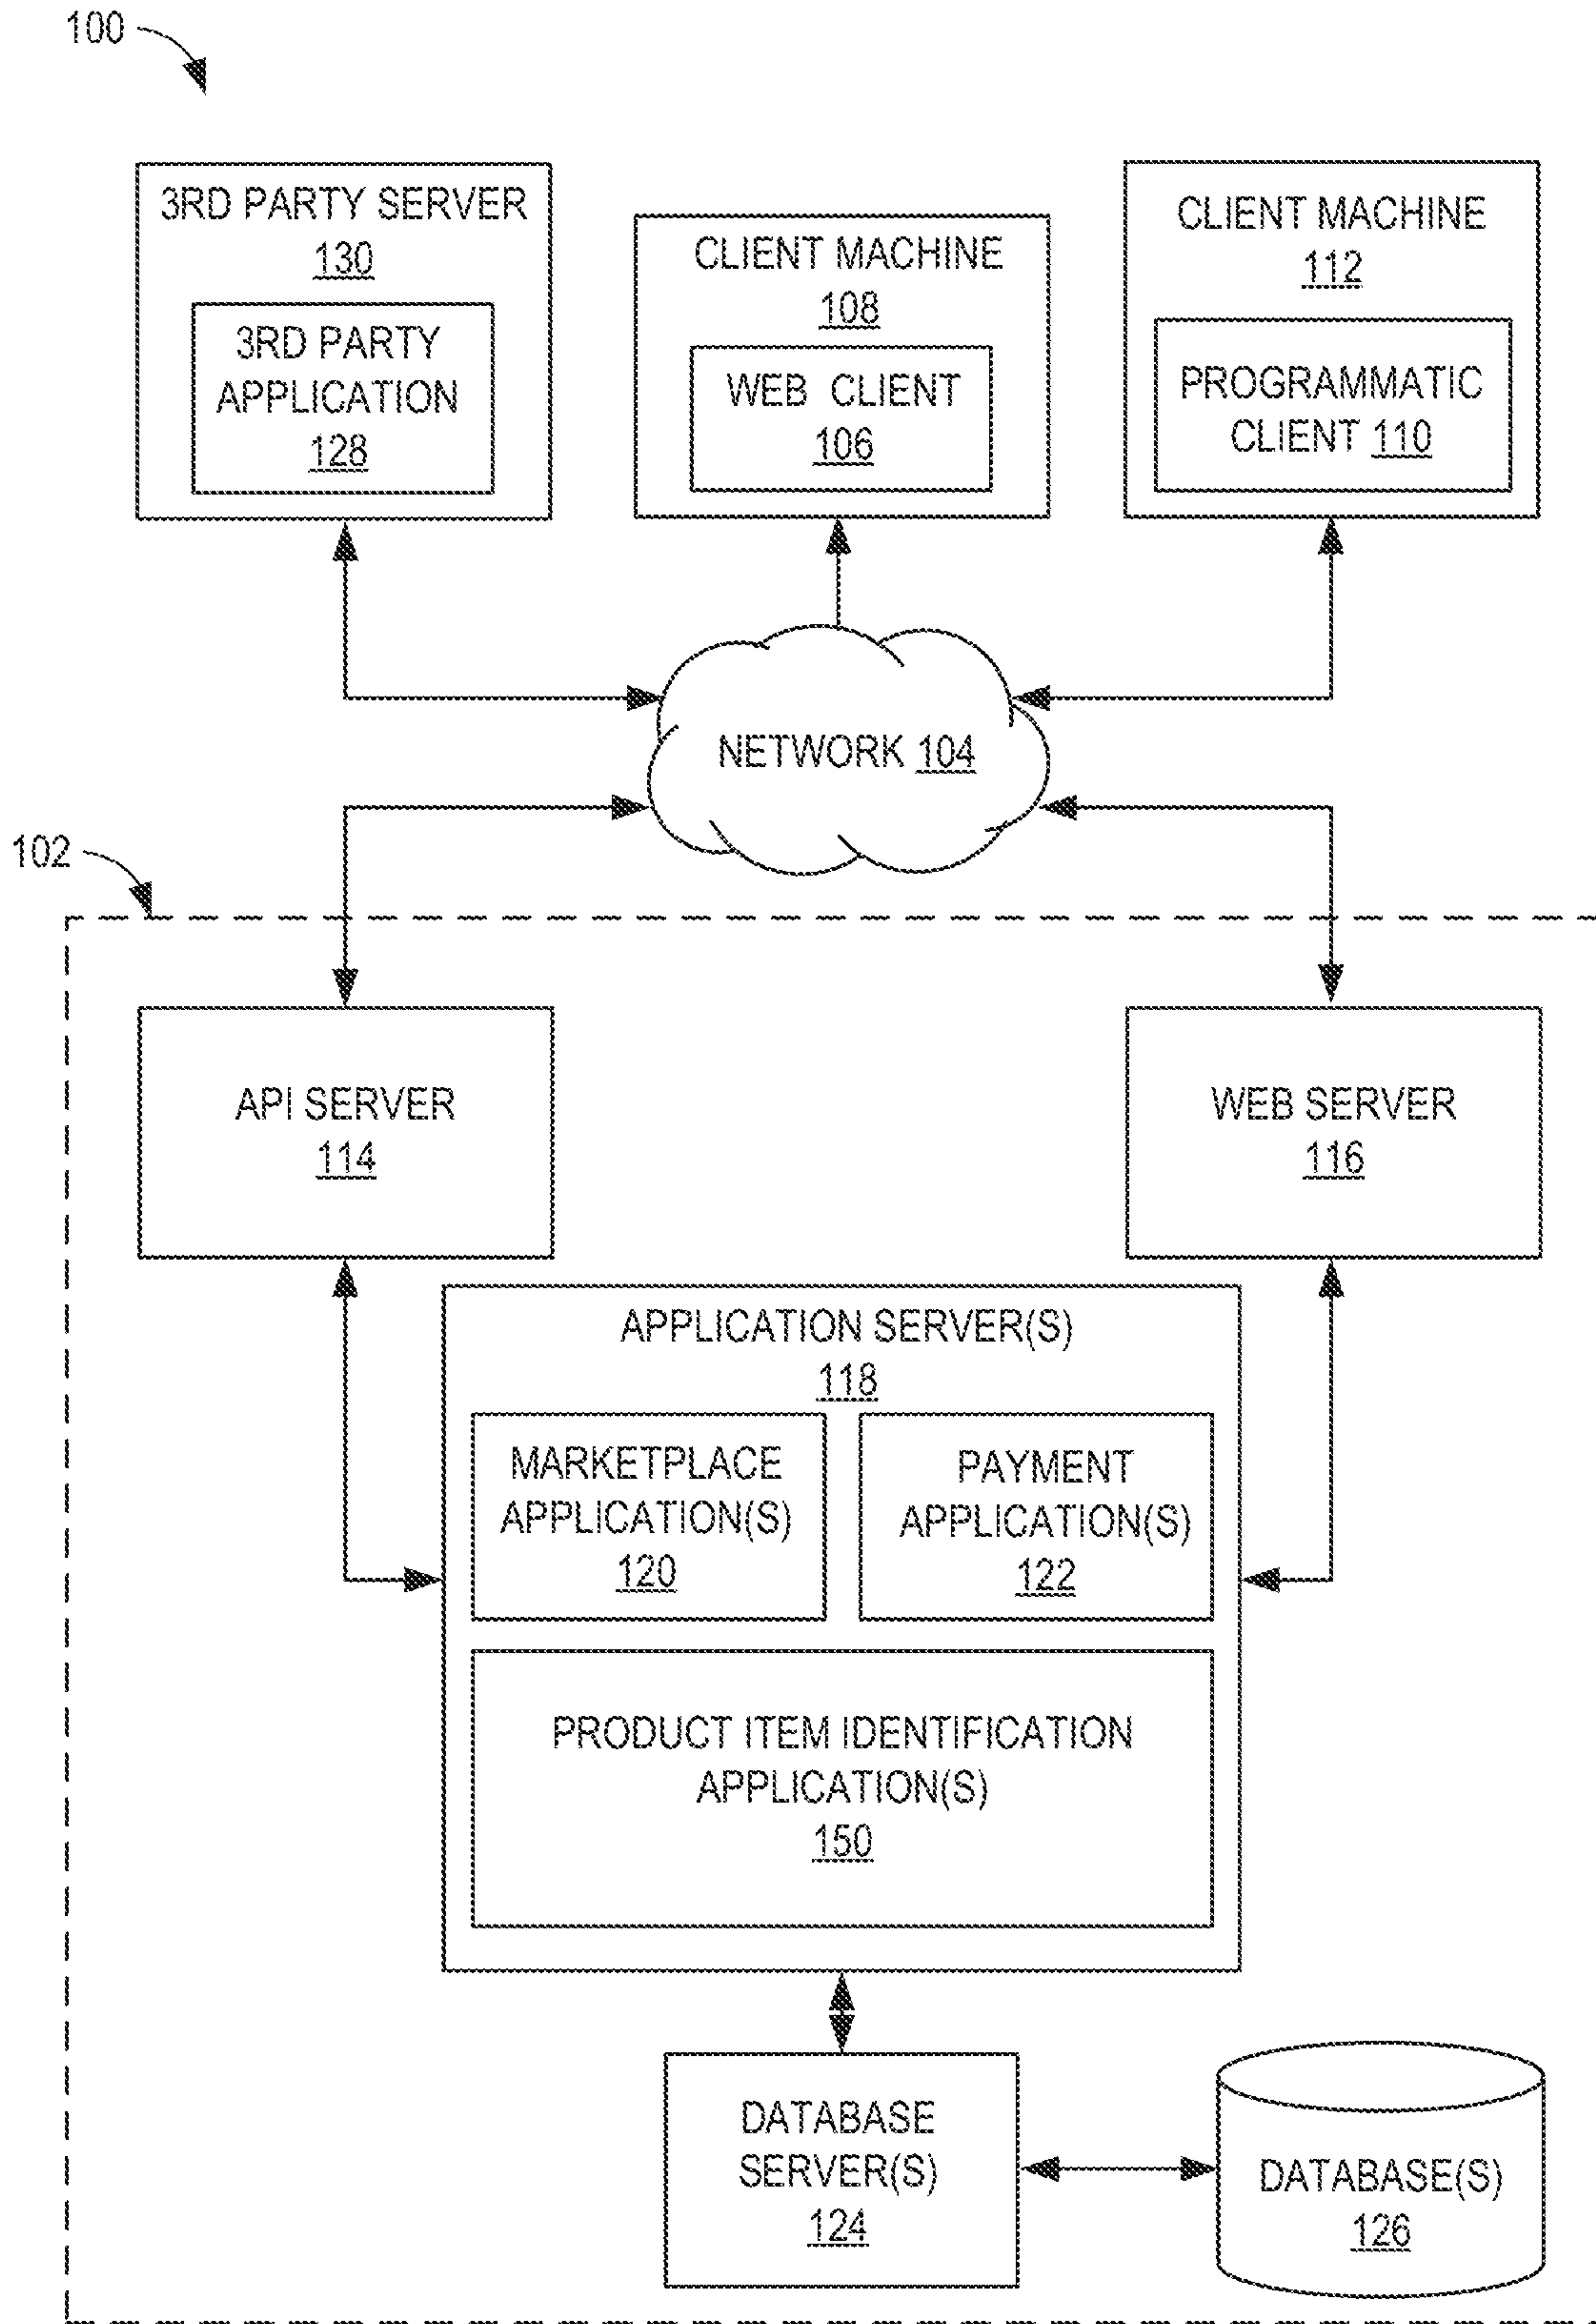 100
3RD PARTY SERVER
130
3RD PARTY
APPLICATION
128
CLIENT MACHINE
108
WEB CLIENT
106
CLIENT MACHINE
112
PROGRAMMATIC
CLIENT 110
NETWORK 104
102
API SERVER
114
WEB SERVER
116
APPLICATION SERVER(S)
118
MARKETPLACE
APPLICATION(S)
120
PAYMENT
APPLICATION(S)
122
PRODUCT ITEM IDENTIFICATION
APPLICATION(S)
150
DATABASE
SERVER(S)
124
DATABASE(S)
126